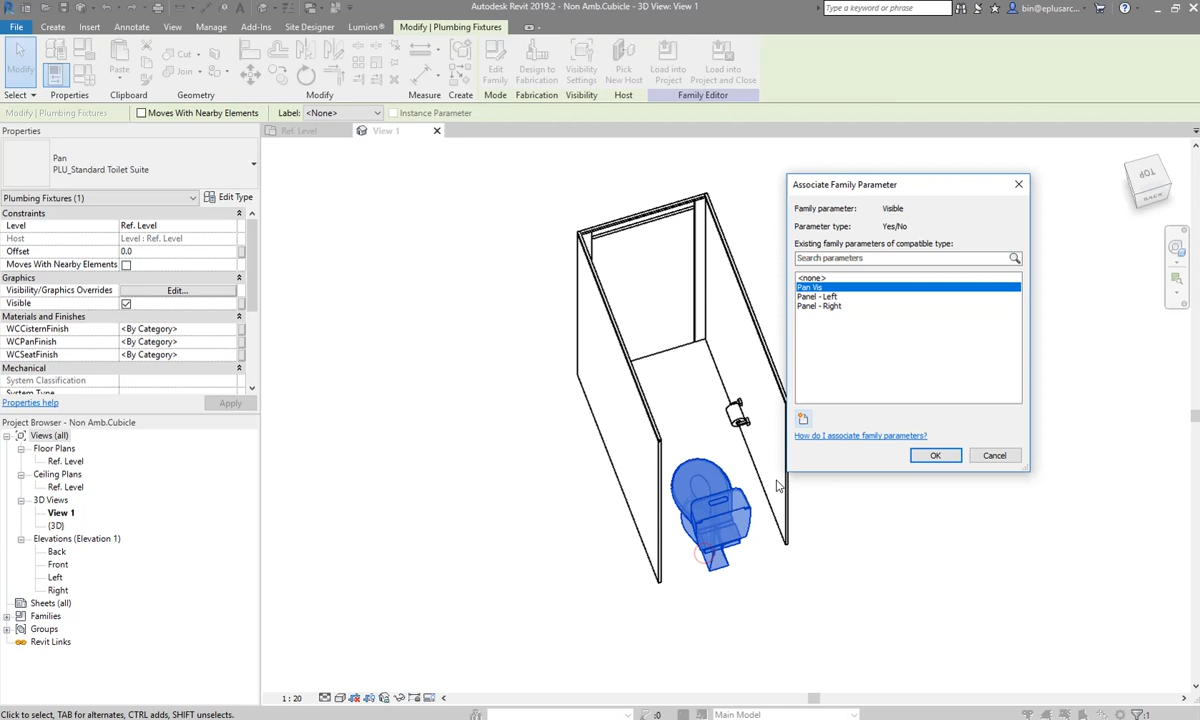 Autodesk Revit 2019.2 - Non Amb.Cubicle - 3D View: View 1
Type a keyword or phrase
bin@eplusarc...
File Create Insert Annotate View Manage Add-Ins Site Designer Lumion® Modify | Plumbing Fixtures
Modify
Paste
Cut
Join
Edit Family
Design to Fabrication
Visibility Settings
Pick New Host
Load into Project
Load into Project and Close
Select Properties Clipboard Geometry Modify Measure Create Mode Fabrication Visibility Host Family Editor
Modify | Plumbing Fixtures Moves With Nearby Elements Label: <None> Instance Parameter
Properties
Ref. Level
View 1
Pan
PLU_Standard Toilet Suite
Plumbing Fixtures (1) Edit Type
Constraints
Level Ref. Level
Host Level : Ref. Level
Offset 0.0
Moves With Nearby Elements
Graphics
Visibility/Graphics Overrides Edit...
Visible
Materials and Finishes
WCCisternFinish <By Category>
WCPanFinish <By Category>
WCSeatFinish <By Category>
Mechanical
System Classification
System Type
Properties help Apply
Project Browser - Non Amb.Cubicle
Views (all)
Floor Plans
Ref. Level
Ceiling Plans
Ref. Level
3D Views
View 1
{3D}
Elevations (Elevation 1)
Back
Front
Left
Right
Sheets (all)
Families
Groups
Revit Links
Associate Family Parameter
Family parameter: Visible
Parameter type: Yes/No
Existing family parameters of compatible type:
Search parameters
<none>
Pan Vis
Panel - Left
Panel - Right
How do I associate family parameters?
OK Cancel
TOP
BACK
1 : 20
Click to select, TAB for alternates, CTRL adds, SHIFT unselects.
:0
Main Model
:1